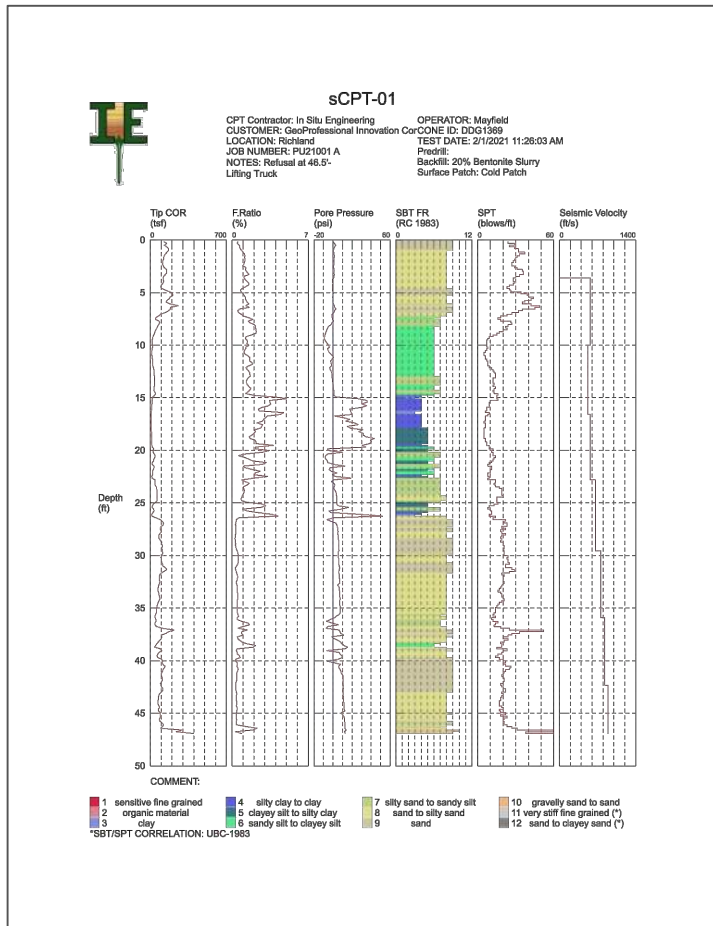 sCPT-01
IE
CPT Contractor: In Situ Engineering
CUSTOMER: GeoProfessional Innovation Cor
LOCATION: Richland
JOB NUMBER: PU21001 A
NOTES: Refusal at 46.5'-
Lifting Truck
OPERATOR: Mayfield
CONE ID: DDG1369
TEST DATE: 2/1/2021 11:26:03 AM
Predrill:
Backfill: 20% Bentonite Slurry
Surface Patch: Cold Patch
Tip COR
(tsf)
0 700
F.Ratio
(%)
0 7
Pore Pressure
(psi)
-20 60
SBT FR
(RC 1983)
0 12
SPT
(blows/ft)
0 60
Seismic Velocity
(ft/s)
0 1400
0
5
10
15
20
25
30
35
40
45
50
Depth
(ft)
COMMENT:
1 sensitive fine grained
2 organic material
3 clay
4 silty clay to clay
5 clayey silt to silty clay
6 sandy silt to clayey silt
7 silty sand to sandy silt
8 sand to silty sand
9 sand
10 gravelly sand to sand
11 very stiff fine grained (*)
12 sand to clayey sand (*)
*SBT/SPT CORRELATION: UBC-1983